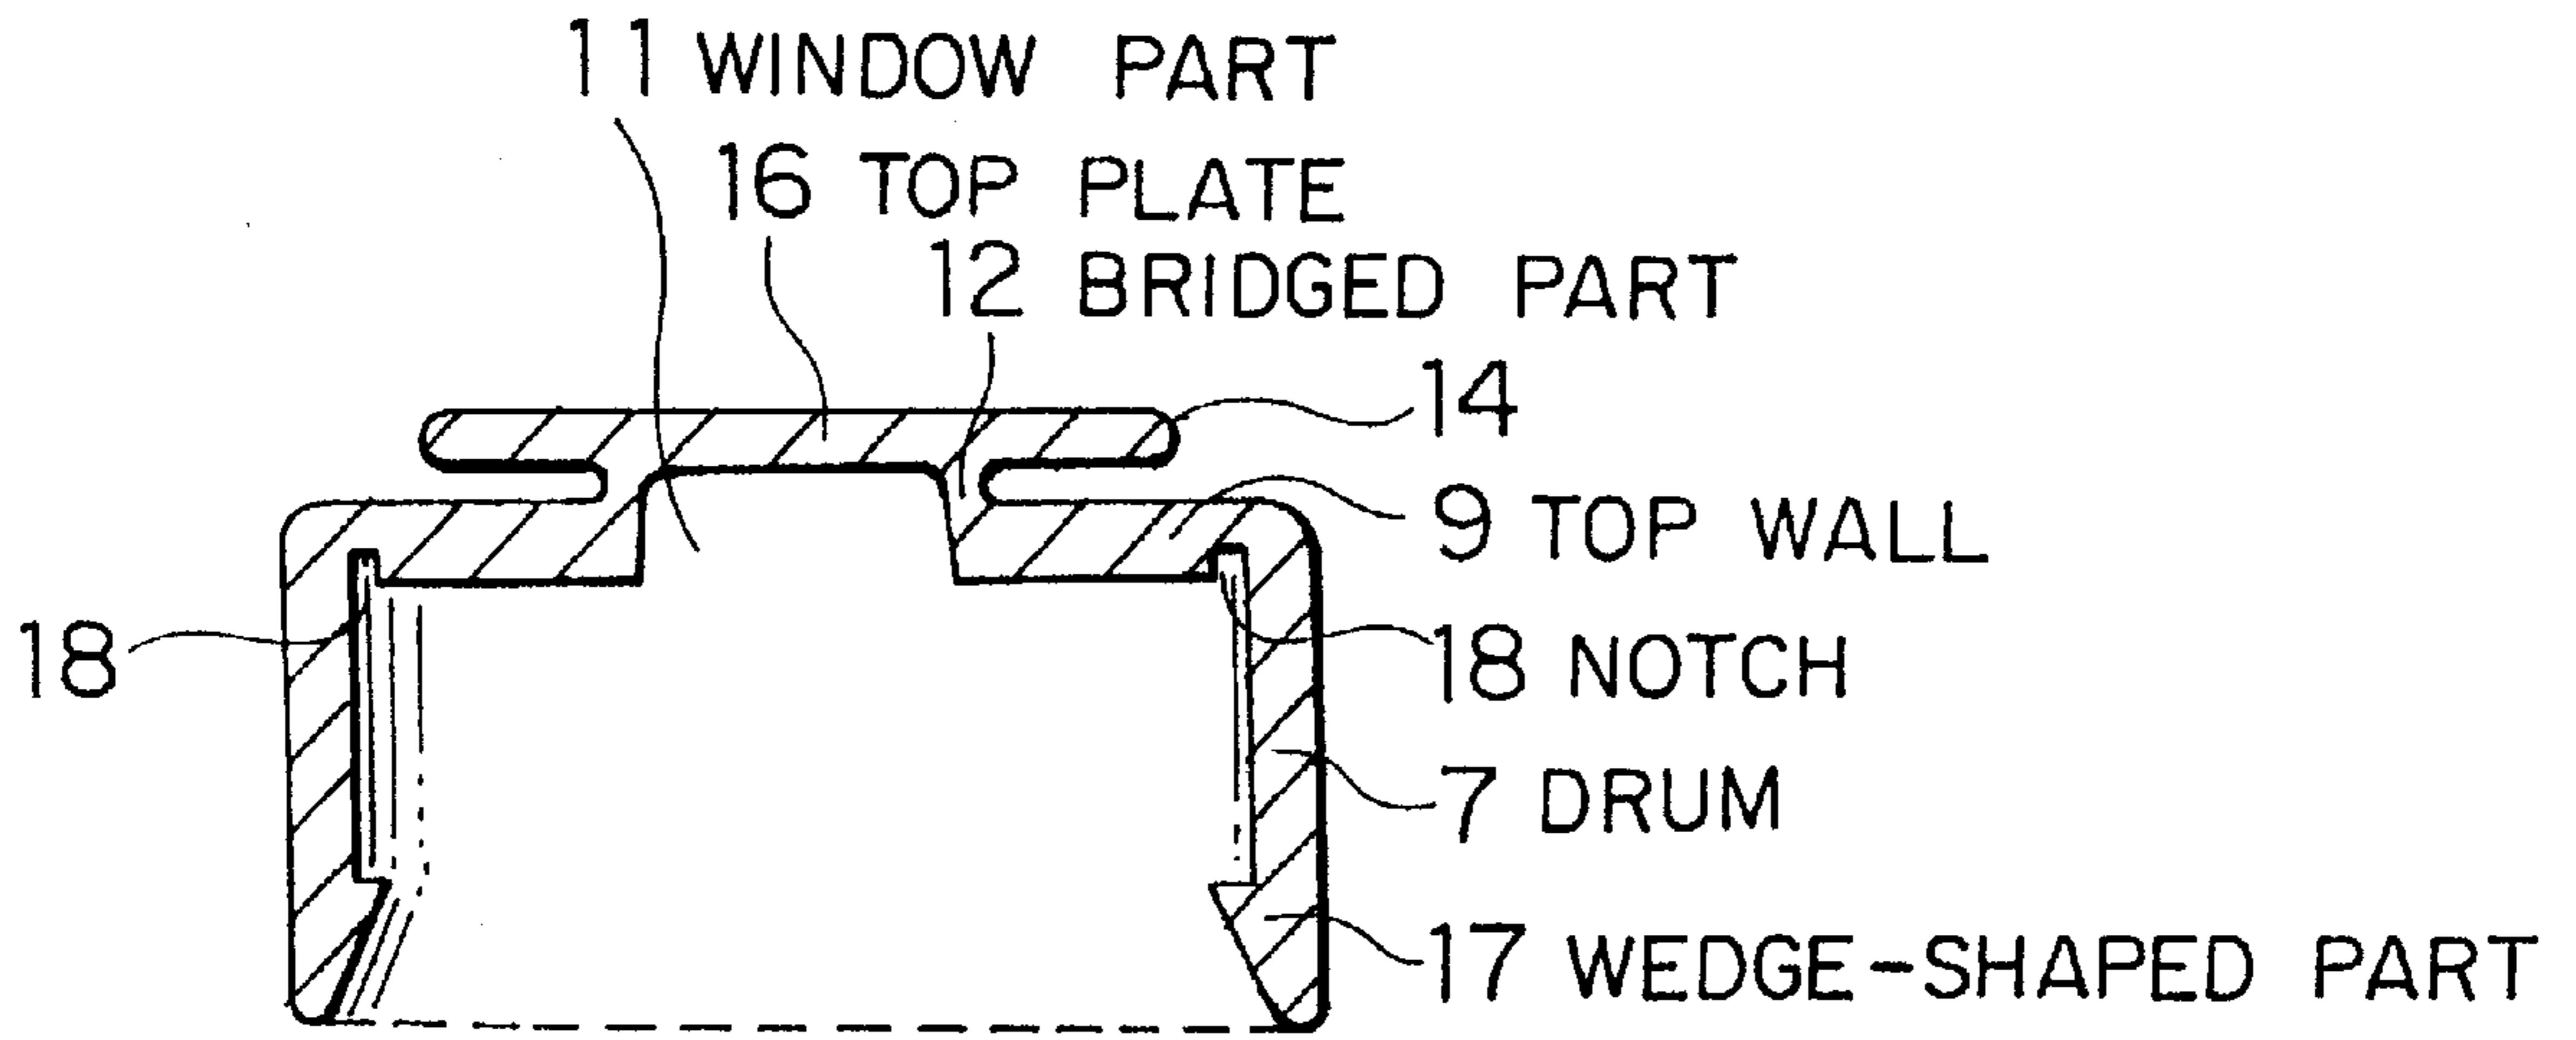 11 WINDOW PART
16 TOP PLATE
12 BRIDGED PART
14
9 TOP WALL
18
18 NOTCH
7 DRUM
17 WEDGE-SHAPED PART